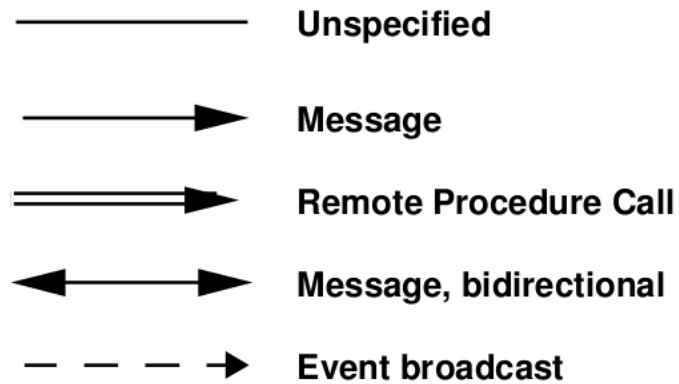 Unspecified
Message
Remote Procedure Call
Message, bidirectional
Event broadcast